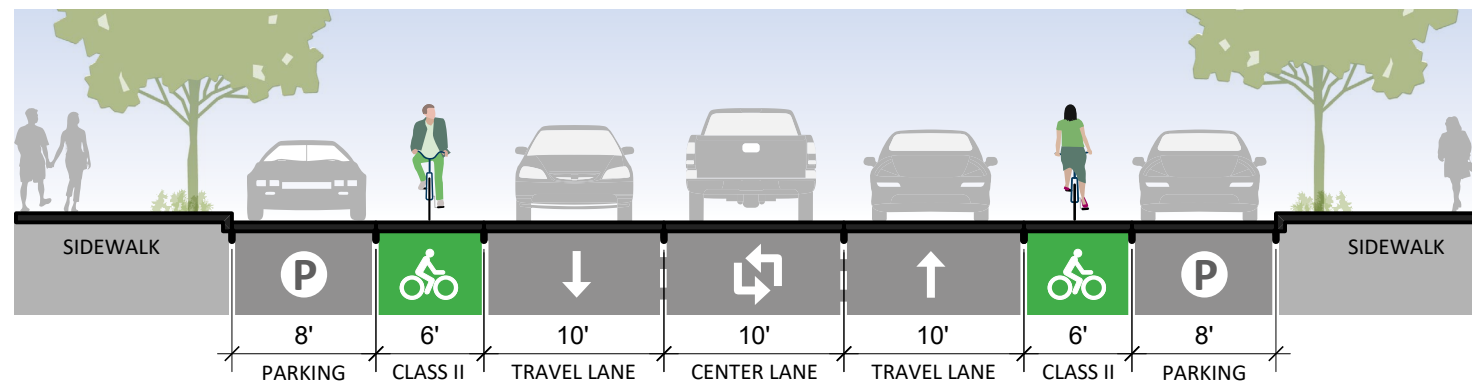 SIDEWALK
SIDEWALK
P
P
8'
6'
10'
10'
10'
6'
8'
PARKING
CLASS II
TRAVEL LANE
CENTER LANE
TRAVEL LANE
CLASS II
PARKING